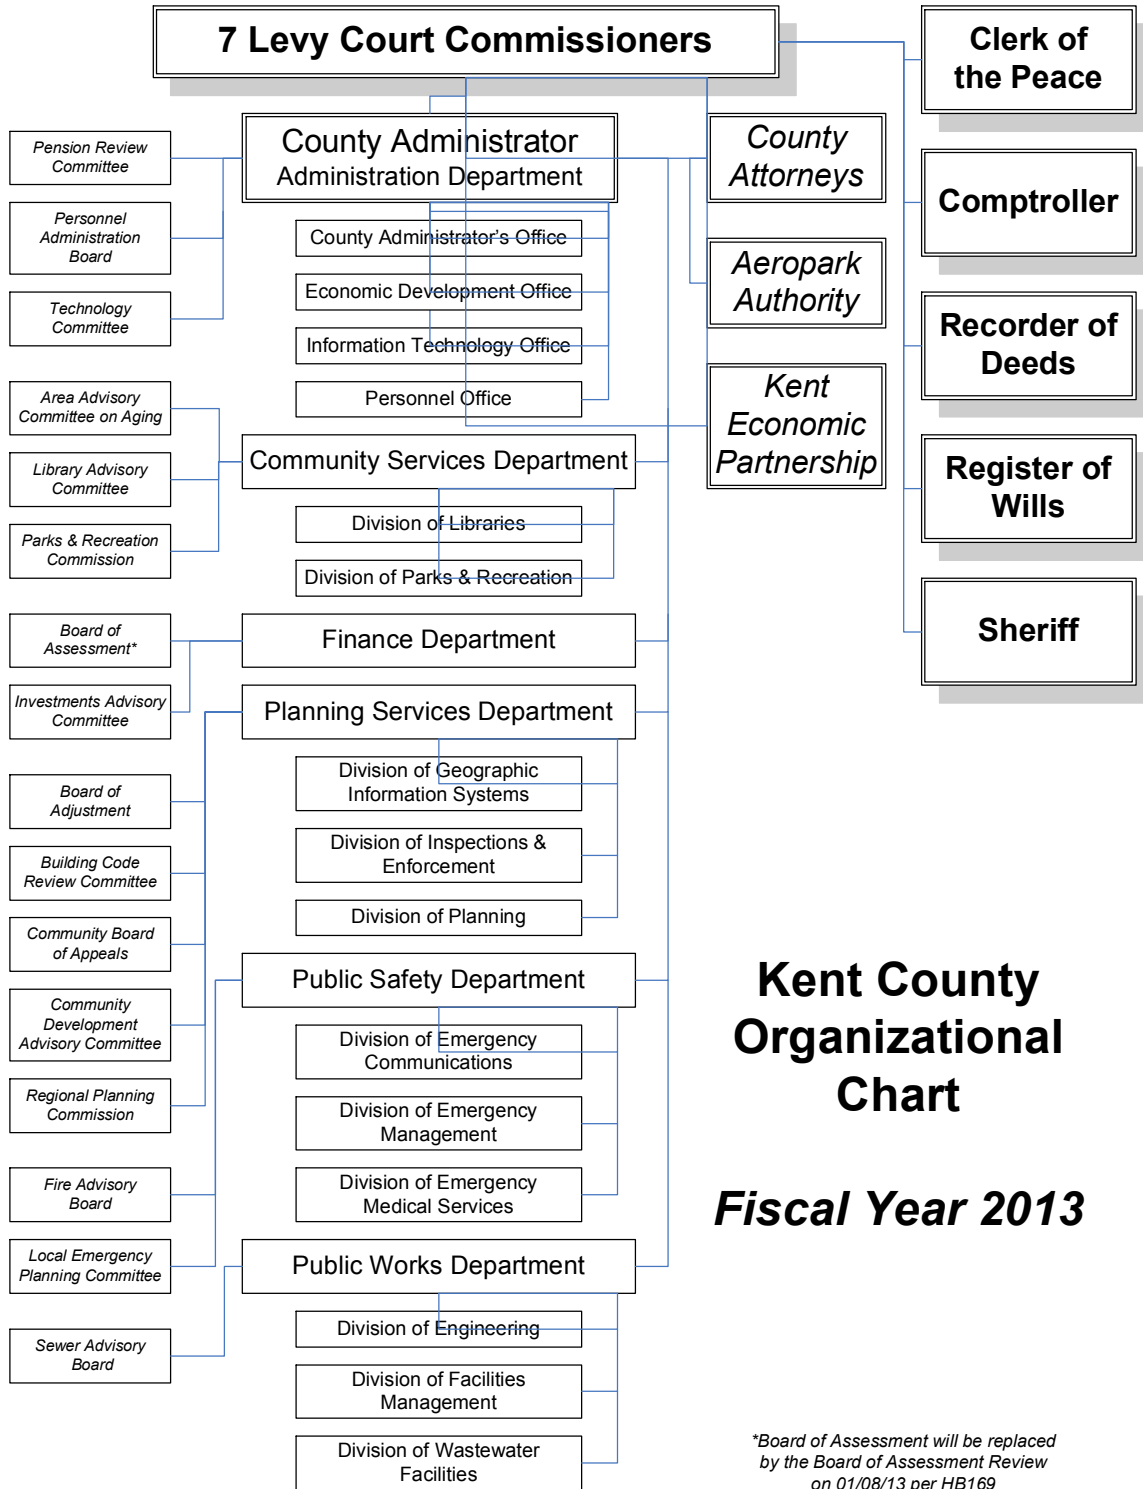 7 Levy Court Commissioners
Clerk of
the Peace
Comptroller
Recorder of
Deeds
Register of
Wills
Sheriff
County Administrator
Administration Department
County
Attorneys
Aeropark
Authority
Kent
Economic
Partnership
Pension Review
Committee
Personnel
Administration
Board
Technology
Committee
County Administrator's Office
Economic Development Office
Information Technology Office
Personnel Office
Area Advisory
Committee on Aging
Library Advisory
Committee
Parks & Recreation
Commission
Community Services Department
Division of Libraries
Division of Parks & Recreation
Board of
Assessment*
Investments Advisory
Committee
Finance Department
Planning Services Department
Board of
Adjustment
Building Code
Review Committee
Community Board
of Appeals
Community
Development
Advisory Committee
Regional Planning
Commission
Division of Geographic
Information Systems
Division of Inspections &
Enforcement
Division of Planning
Public Safety Department
Fire Advisory
Board
Local Emergency
Planning Committee
Division of Emergency
Communications
Division of Emergency
Management
Division of Emergency
Medical Services
Public Works Department
Sewer Advisory
Board
Division of Engineering
Division of Facilities
Management
Division of Wastewater
Facilities
Kent County
Organizational
Chart
Fiscal Year 2013
*Board of Assessment will be replaced
by the Board of Assessment Review
on 01/08/13 per HB169